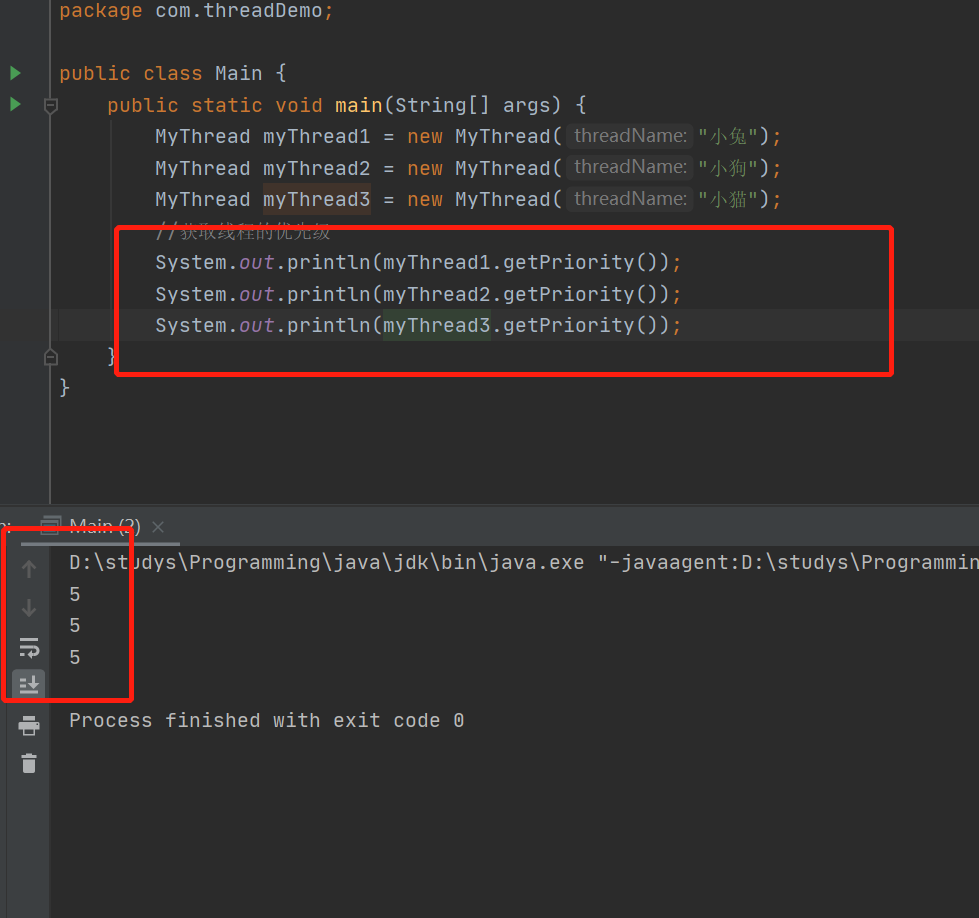 package com.threadDemo;
public class Main {
public static void main(String[] args) {
MyThread myThread1 = new MyThread( threadName: "小兔");
MyThread myThread2 = new MyThread( threadName: "小狗");
MyThread myThread3 = new MyThread( threadName: "小猫");
//获取线程的优先级
System.out.println(myThread1.getPriority());
System.out.println(myThread2.getPriority());
System.out.println(myThread3.getPriority());
}
}
Main (2)
D:\studys\Programming\java\jdk\bin\java.exe "-javaagent:D:\studys\Programmin
5
5
5
Process finished with exit code 0